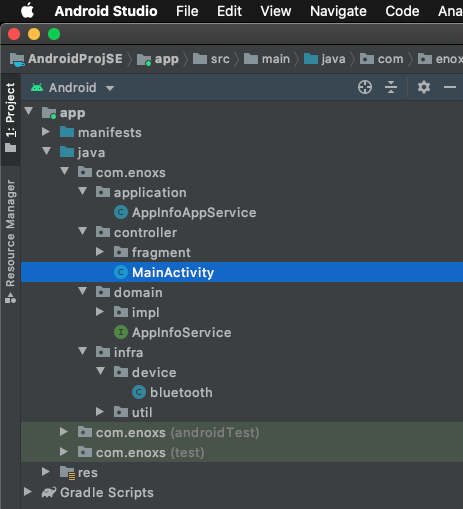 Android Studio File Edit View Navigate Code Ana
AndroidProjSE app src main java com enox
Android
1: Project
Resource Manager
app
manifests
java
com.enoxs
application
AppInfoAppService
controller
fragment
MainActivity
domain
impl
AppInfoService
infra
device
bluetooth
util
com.enoxs (androidTest)
com.enoxs (test)
res
Gradle Scripts